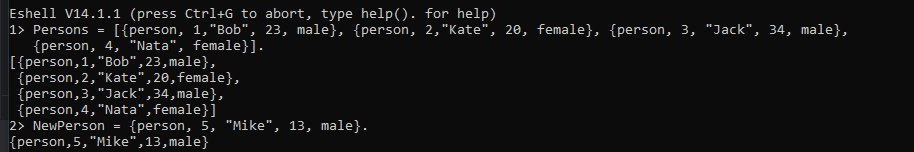 Eshell V14.1.1 (press Ctrl+G to abort, type help(). for help)
1> Persons = [{person, 1,"Bob", 23, male}, {person, 2,"Kate", 20, female}, {person, 3, "Jack", 34, male},
   {person, 4, "Nata", female}].
[{person,1,"Bob",23,male},
 {person,2,"Kate",20,female},
 {person,3,"Jack",34,male},
 {person,4,"Nata",female}]
2> NewPerson = {person, 5, "Mike", 13, male}.
{person,5,"Mike",13,male}